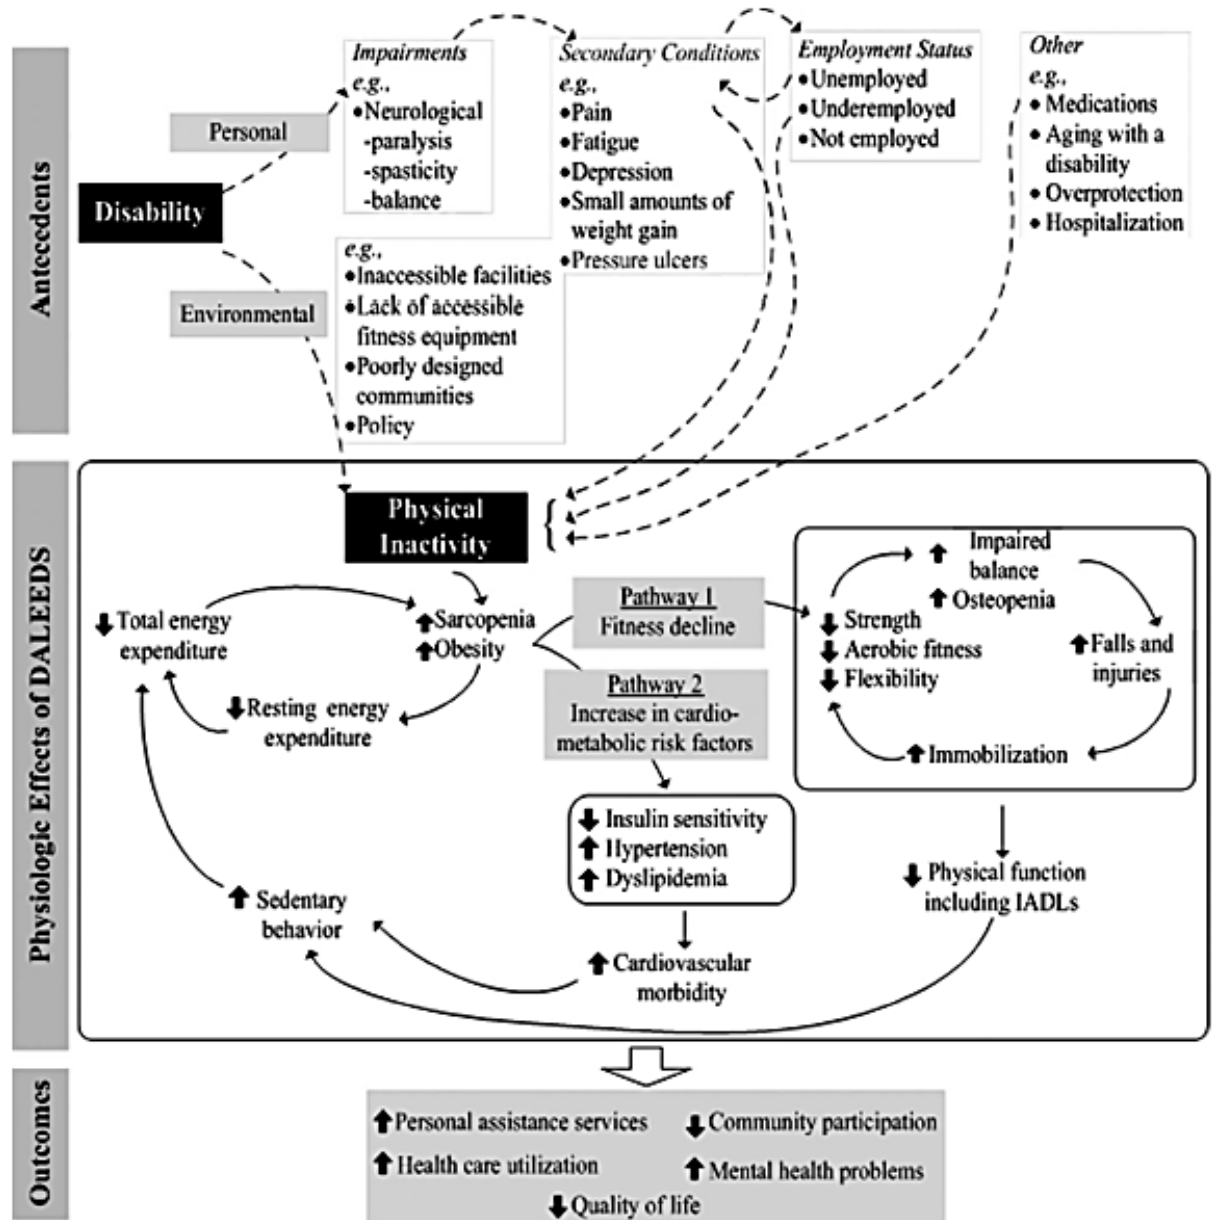 Antecedents
Disability
Personal
Environmental
Impairments
e.g.,
•Neurological
-paralysis
-spasticity
-balance
e.g.,
•Inaccessible facilities
•Lack of accessible
fitness equipment
•Poorly designed
communities
•Policy
Secondary Conditions
e.g.,
•Pain
•Fatigue
•Depression
•Small amounts of
weight gain
•Pressure ulcers
Employment Status
•Unemployed
•Underemployed
•Not employed
Other
e.g.,
• Medications
• Aging with a
disability
• Overprotection
• Hospitalization
Physiologic Effects of DALEEDS
Physical
Inactivity
{
↓ Total energy
expenditure
↑ Sarcopenia
↑ Obesity
↓ Resting energy
expenditure
Pathway 1
Fitness decline
Pathway 2
Increase in cardio-
metabolic risk factors
↑ Impaired
balance
↑ Osteopenia
↓ Strength
↓ Aerobic fitness
↓ Flexibility
↑ Falls and
injuries
↑ Immobilization
↓ Insulin sensitivity
↑ Hypertension
↑ Dyslipidemia
↓ Physical function
including IADLs
↑ Sedentary
behavior
↑ Cardiovascular
morbidity
Outcomes
↑ Personal assistance services
↓ Community participation
↑ Health care utilization
↑ Mental health problems
↓ Quality of life